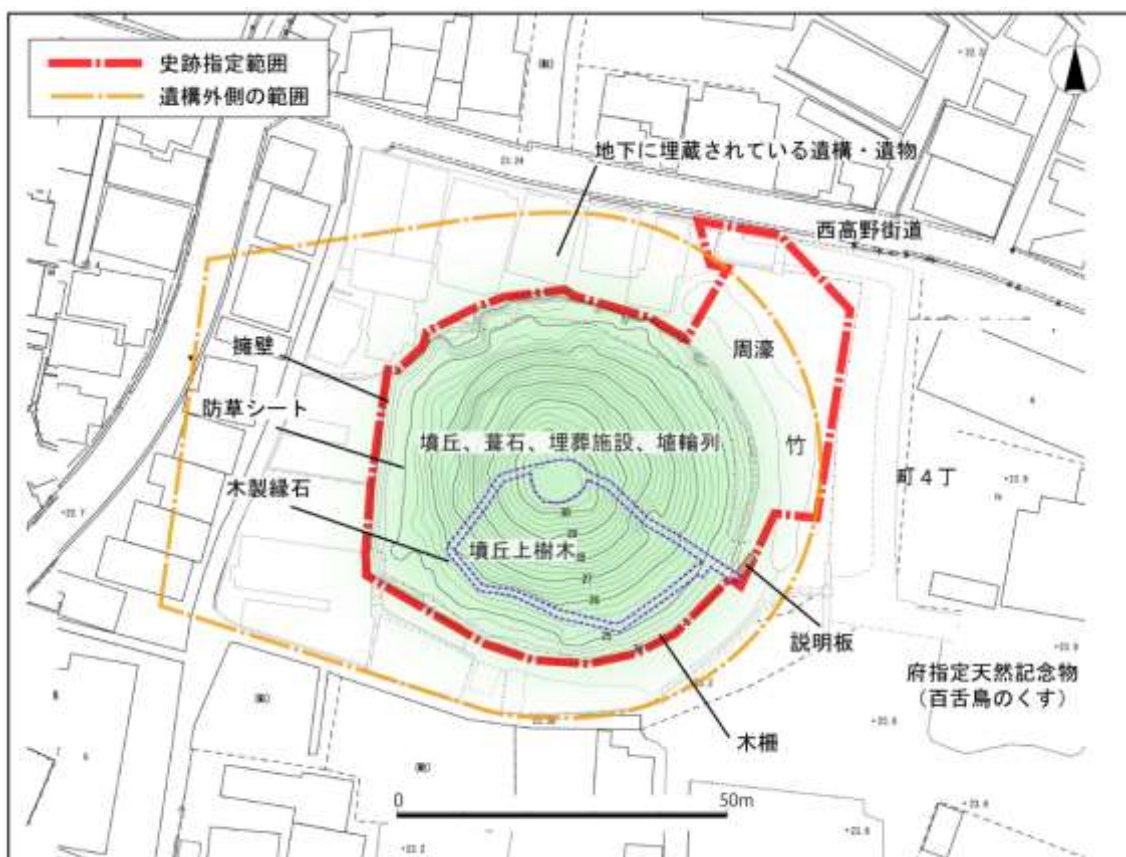 史跡指定範囲
遺構外側の範囲
地下に埋蔵されている遺構・遺物
西高野街道
周濠
擁壁
防草シート
墳丘、葺石、埋葬施設、埴輪列
竹
町4丁
木製縁石
墳丘上樹木
説明板
府指定天然記念物
（百舌鳥のくす）
木柵
0
50m